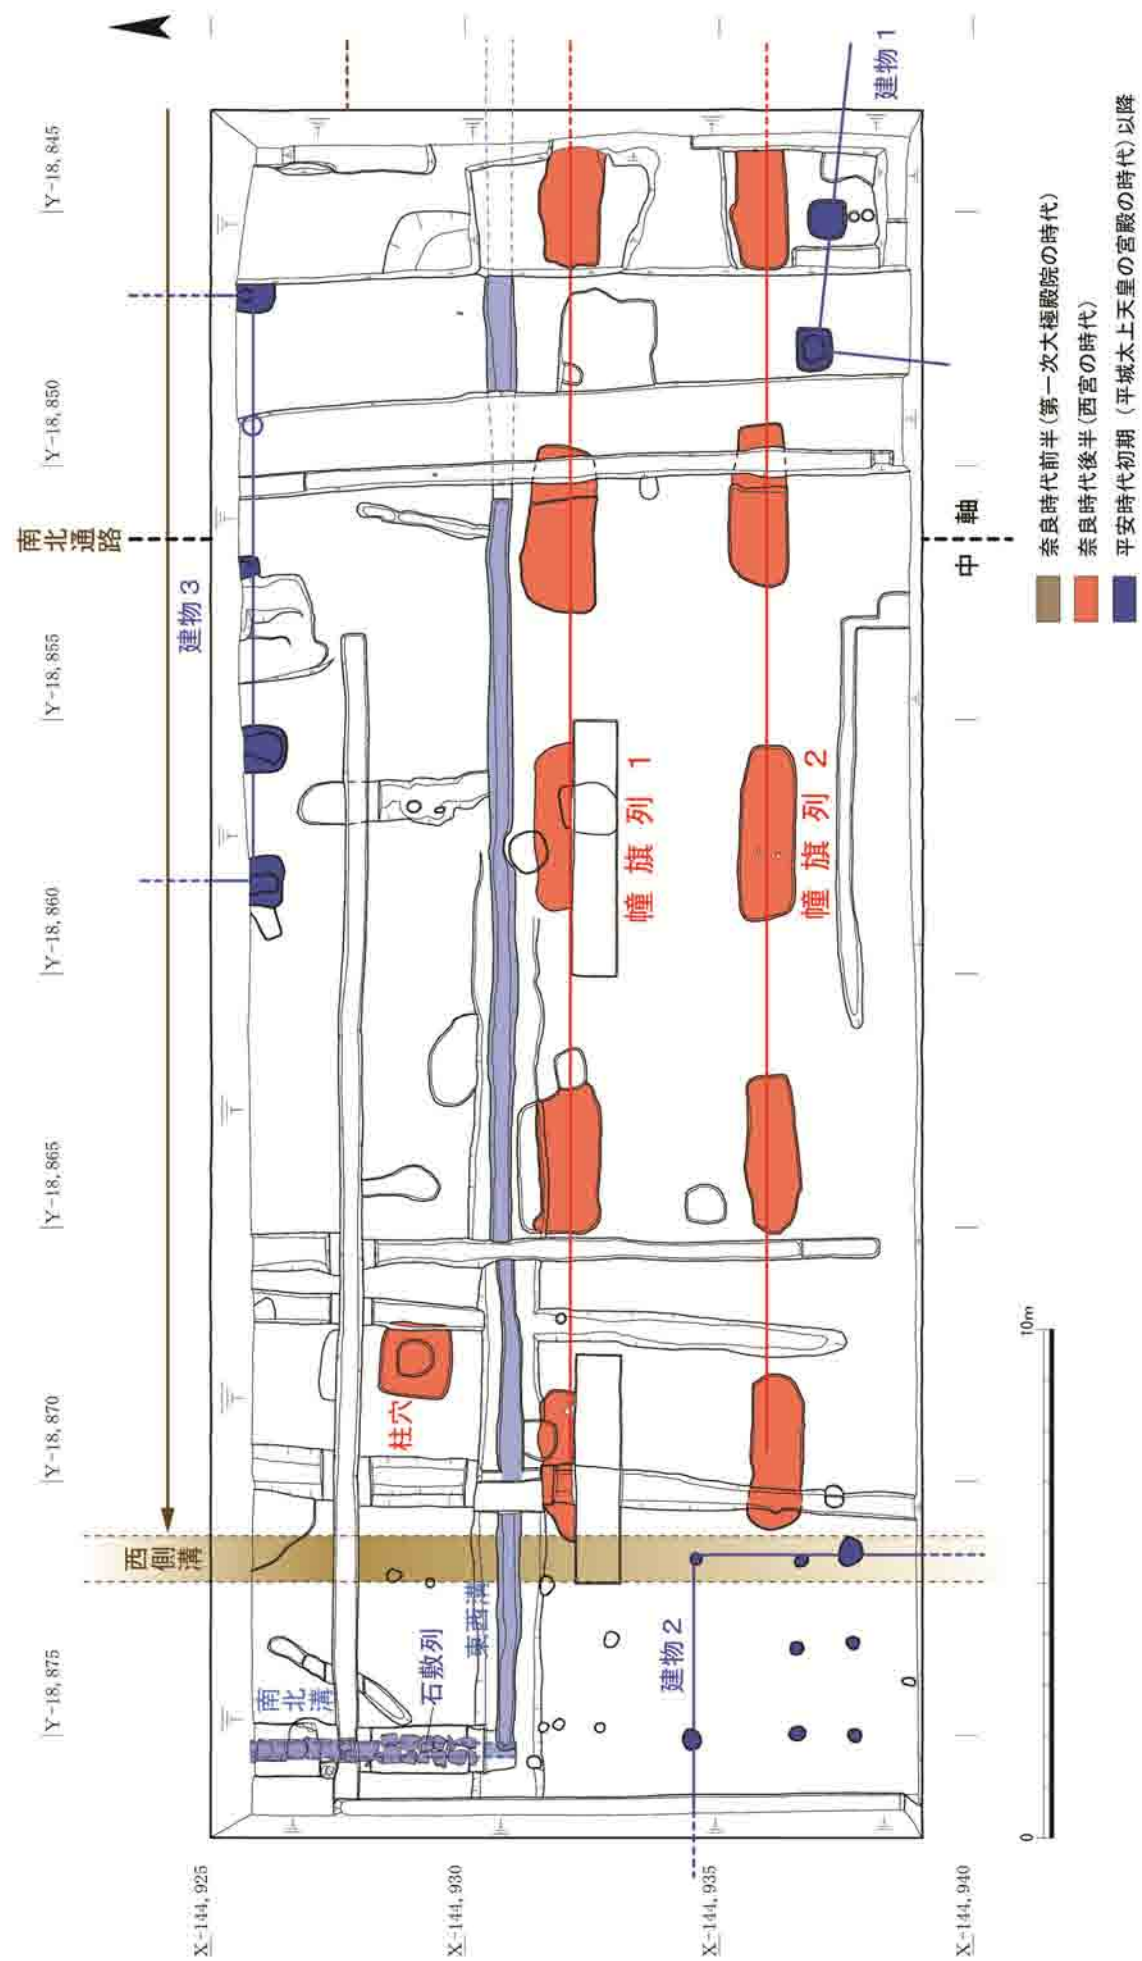 Y-18,875
Y-18,870
Y-18,865
Y-18,860
Y-18,855
Y-18,850
Y-18,845
南北通路
西側溝
建物3
X-144,925
X-144,930
X-144,935
X-144,940
南北溝
石敷列
東西溝
柱穴
幢旗列 1
幢旗列 2
建物2
建物1
中軸
0
10m
奈良時代前半(第一次大極殿院の時代)
奈良時代後半(西宮の時代)
平安時代初期(平城太上天皇の宮殿の時代)以降